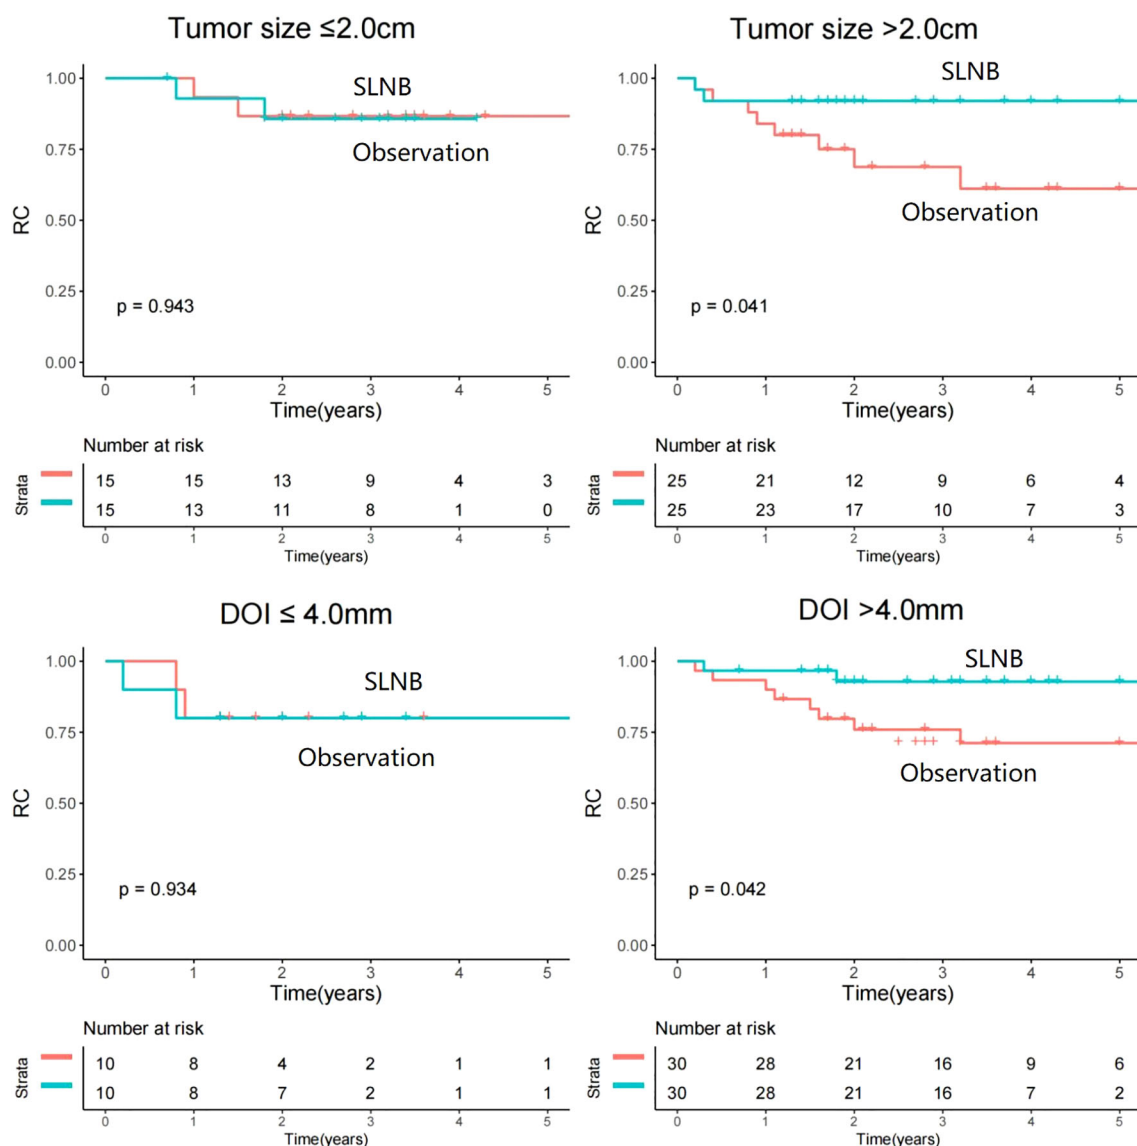 Tumor size ≤2.0cm
1.00
0.75
0.50
0.25
0.00
RC
SLNB
Observation
p = 0.943
0 1 2 3 4 5
Time(years)
Number at risk
Strata
15 15 13 9 4 3
15 13 11 8 1 0
0 1 2 3 4 5
Time(years)
Tumor size >2.0cm
1.00
0.75
0.50
0.25
0.00
RC
SLNB
Observation
p = 0.041
0 1 2 3 4 5
Time(years)
Number at risk
Strata
25 21 12 9 6 4
25 23 17 10 7 3
0 1 2 3 4 5
Time(years)
DOI ≤ 4.0mm
1.00
0.75
0.50
0.25
0.00
RC
SLNB
Observation
p = 0.934
0 1 2 3 4 5
Time(years)
Number at risk
Strata
10 8 4 2 1 1
10 8 7 2 1 1
0 1 2 3 4 5
Time(years)
DOI >4.0mm
1.00
0.75
0.50
0.25
0.00
RC
SLNB
Observation
p = 0.042
0 1 2 3 4 5
Time(years)
Number at risk
Strata
30 28 21 16 9 6
30 28 21 16 7 2
0 1 2 3 4 5
Time(years)